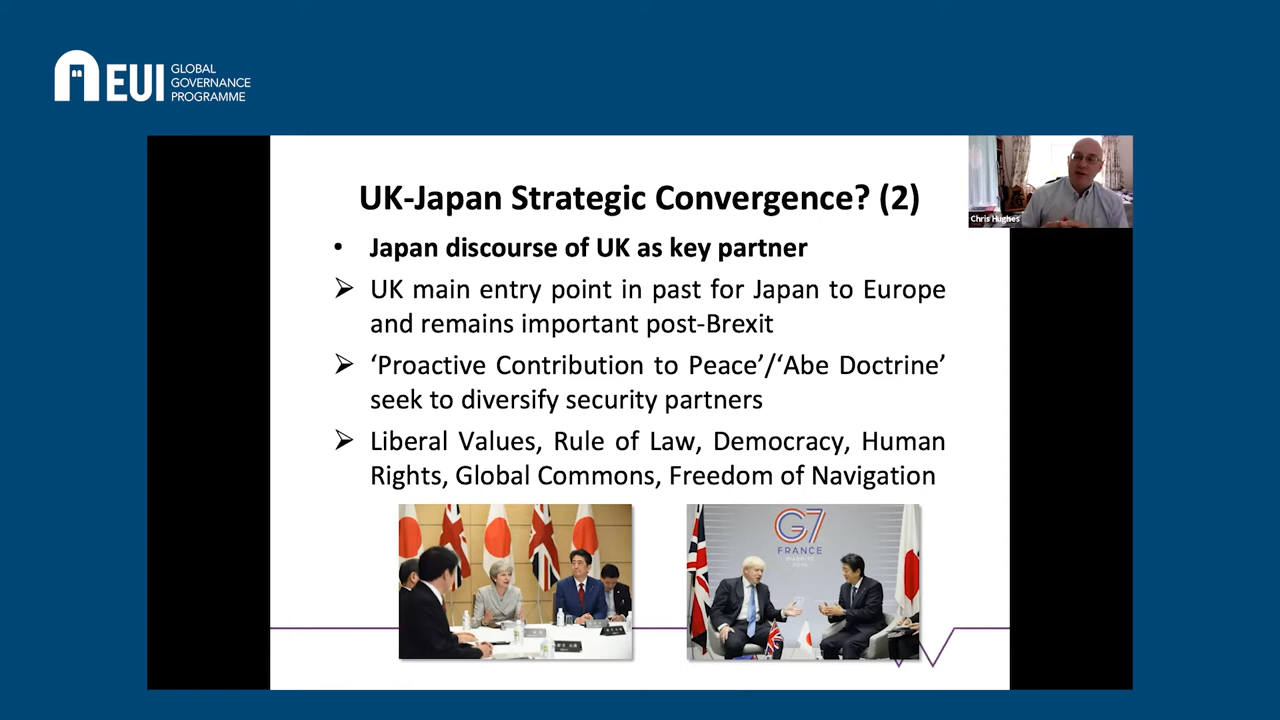 EUI
GLOBAL
GOVERNANCE
PROGRAMME
UK-Japan Strategic Convergence? (2)
Chris Hughes
• Japan discourse of UK as key partner
➢ UK main entry point in past for Japan to Europe
and remains important post-Brexit
➢ ‘Proactive Contribution to Peace’/‘Abe Doctrine’
seek to diversify security partners
➢ Liberal Values, Rule of Law, Democracy, Human
Rights, Global Commons, Freedom of Navigation
G7
FRANCE